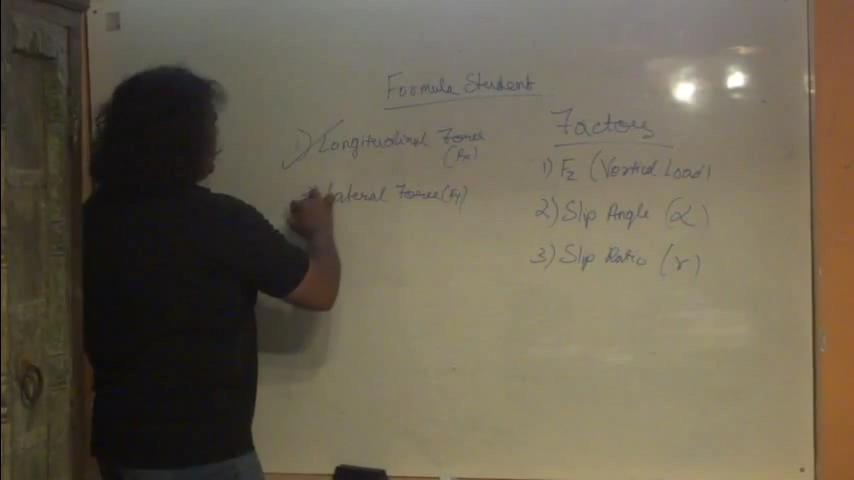 Formula Student
1) Longitudinal Force
(Fx)
Lateral Force (Fy)
Factors
1) Fz (Vertical Load)
2) Slip Angle (α)
3) Slip Ratio (r)